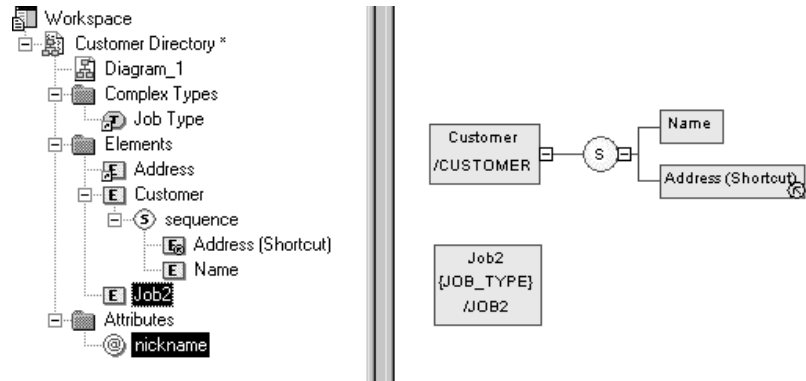 Workspace
Customer Directory *
Diagram_1
Complex Types
Job Type
Elements
Address
Customer
sequence
Address (Shortcut)
Name
Job2
Attributes
nickname
Customer
/CUSTOMER
S
Name
Address (Shortcut)
Job2
{JOB_TYPE}
/JOB2